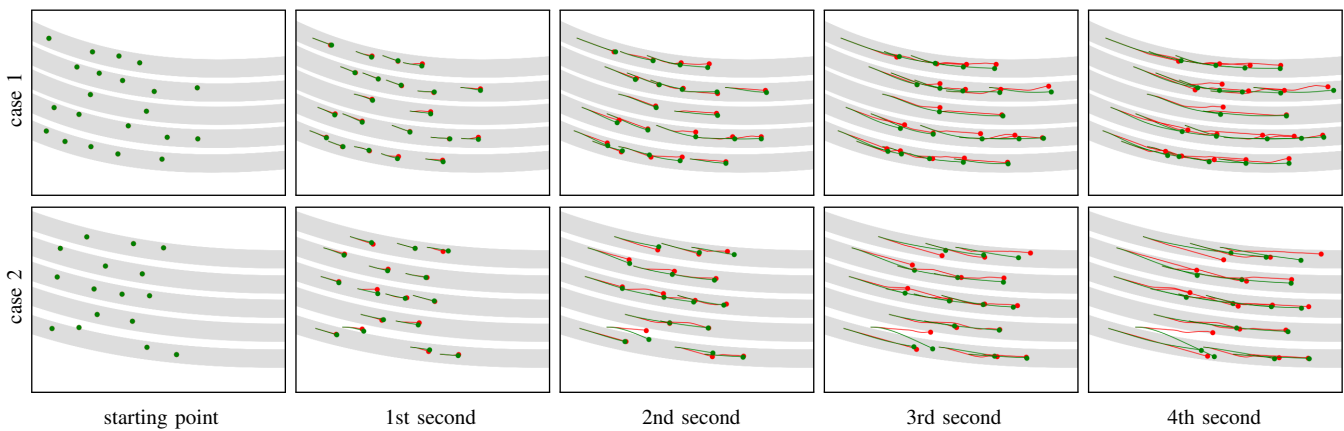 case 1
case 2
starting point 1st second 2nd second 3rd second 4th second